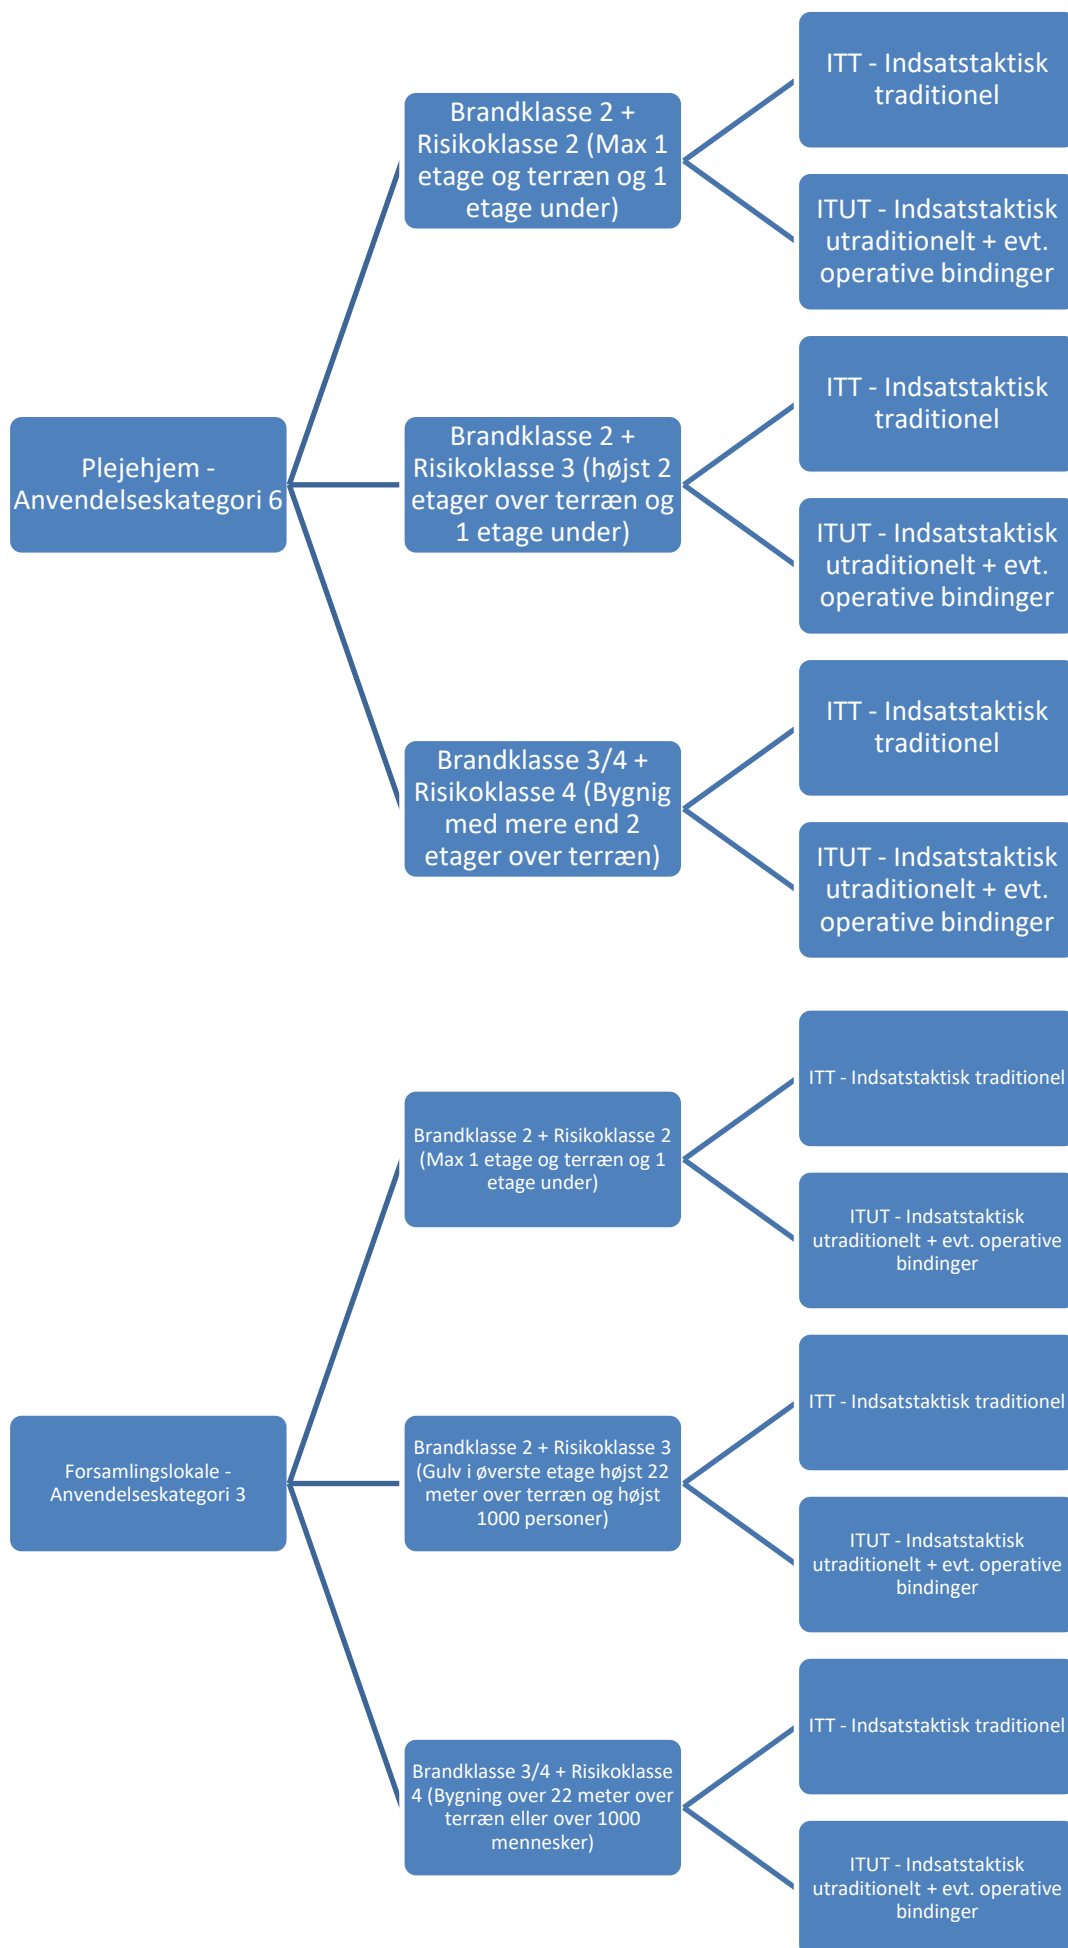 Plejehjem -
Anvendelseskategori 6
Brandklasse 2 +
Risikoklasse 2 (Max 1
etage og terræn og 1
etage under)
ITT - Indsatstaktisk
traditionel
ITUT - Indsatstaktisk
utraditionelt + evt.
operative bindinger
Brandklasse 2 +
Risikoklasse 3 (højst 2
etager over terræn og
1 etage under)
ITT - Indsatstaktisk
traditionel
ITUT - Indsatstaktisk
utraditionelt + evt.
operative bindinger
Brandklasse 3/4 +
Risikoklasse 4 (Bygnig
med mere end 2
etager over terræn)
ITT - Indsatstaktisk
traditionel
ITUT - Indsatstaktisk
utraditionelt + evt.
operative bindinger
Forsamlingslokale -
Anvendelseskategori 3
Brandklasse 2 + Risikoklasse 2
(Max 1 etage og terræn og 1
etage under)
ITT - Indsatstaktisk traditionel
ITUT - Indsatstaktisk
utraditionelt + evt. operative
bindinger
Brandklasse 2 + Risikoklasse 3
(Gulv i øverste etage højst 22
meter over terræn og højst
1000 personer)
ITT - Indsatstaktisk traditionel
ITUT - Indsatstaktisk
utraditionelt + evt. operative
bindinger
Brandklasse 3/4 + Risikoklasse
4 (Bygning over 22 meter over
terræn eller over 1000
mennesker)
ITT - Indsatstaktisk traditionel
ITUT - Indsatstaktisk
utraditionelt + evt. operative
bindinger